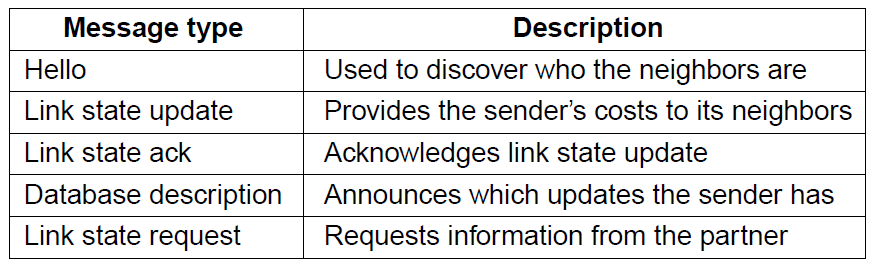 Message type Description
Hello Used to discover who the neighbors are
Link state update Provides the sender's costs to its neighbors
Link state ack Acknowledges link state update
Database description Announces which updates the sender has
Link state request Requests information from the partner